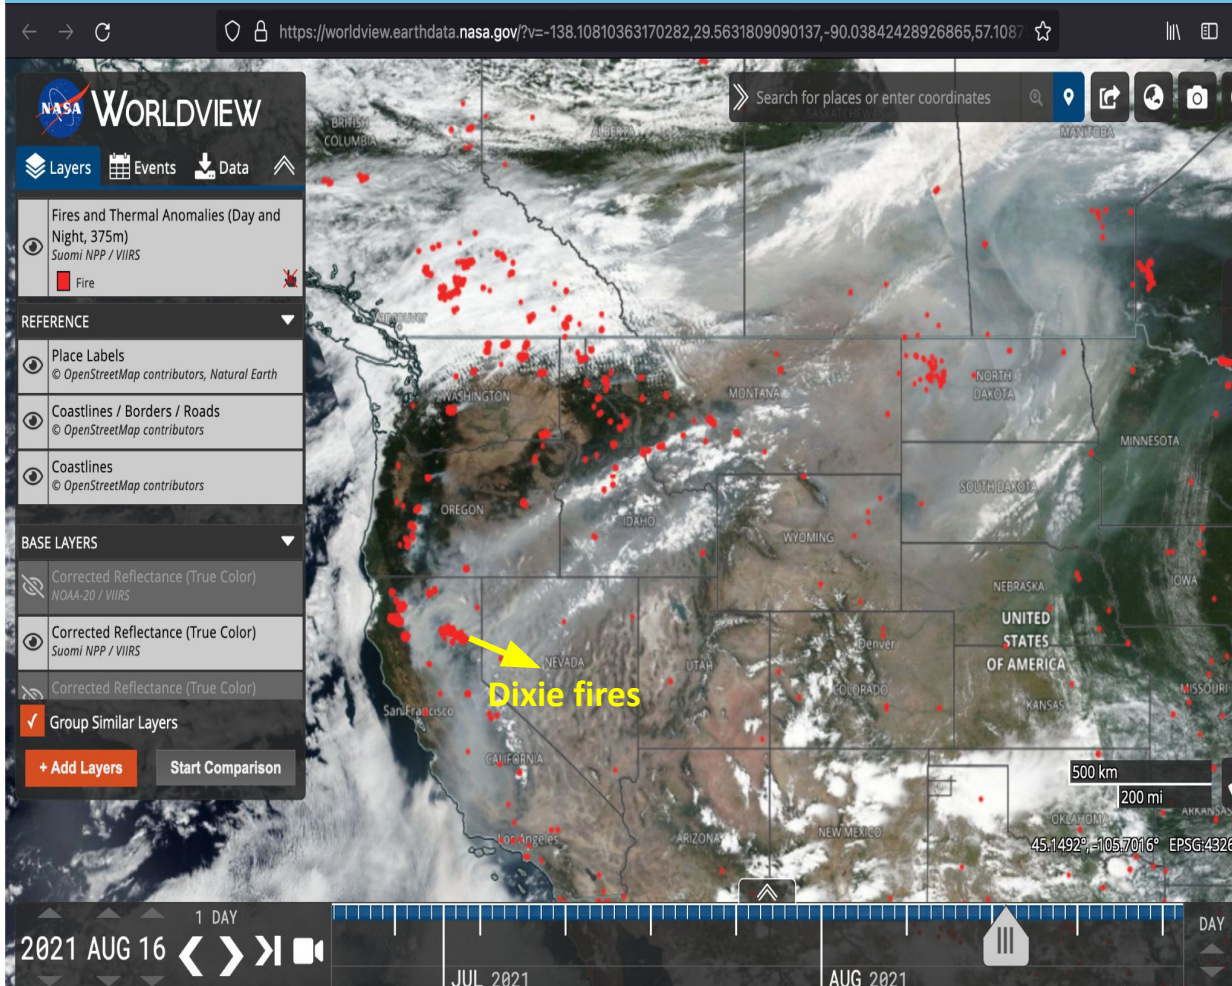 https://worldview.earthdata.nasa.gov/?v=-138.10810363170282,29.5631809090137,-90.03842428926865,57.1087
NASA WORLDVIEW
Search for places or enter coordinates
Layers Events Data
Fires and Thermal Anomalies (Day and
Night, 375m)
Suomi NPP / VIIRS
Fire
REFERENCE
Place Labels
© OpenStreetMap contributors, Natural Earth
Coastlines / Borders / Roads
© OpenStreetMap contributors
Coastlines
© OpenStreetMap contributors
BASE LAYERS
Corrected Reflectance (True Color)
NOAA-20 / VIIRS
Corrected Reflectance (True Color)
Suomi NPP / VIIRS
Corrected Reflectance (True Color)
Group Similar Layers
+ Add Layers Start Comparison
BRITISH
COLUMBIA
ALBERTA
SASKATCHEWAN
MANITOBA
Vancouver
WASHINGTON
MONTANA
NORTH
DAKOTA
MINNESOTA
OREGON
IDAHO
SOUTH DAKOTA
WYOMING
NEBRASKA
IOWA
UNITED
STATES
OF AMERICA
Denver
NEVADA
UTAH
COLORADO
KANSAS
MISSOURI
Dixie fires
San Francisco
CALIFORNIA
500 km
200 mi
OKLAHOMA
ARKANSAS
Los Angeles
ARIZONA
NEW MEXICO
45.1492°, -105.7016° EPSG:4326
2021 AUG 16
1 DAY
JUL 2021
AUG 2021
DAY